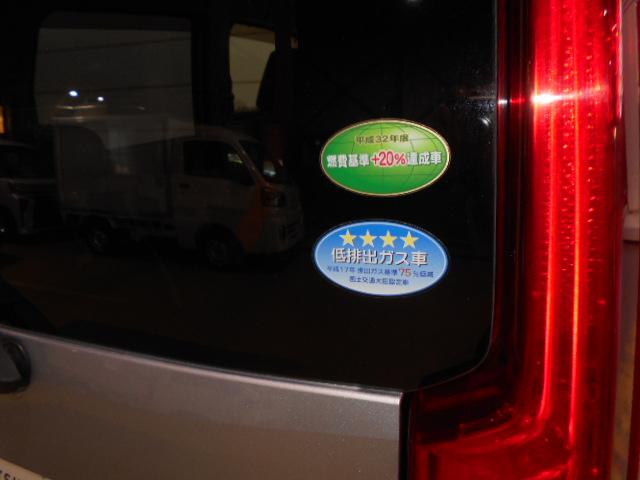 平成32年度
燃費基準+20%達成車
低排出ガス車
平成17年 排出ガス基準75%低減
国土交通大臣認定車